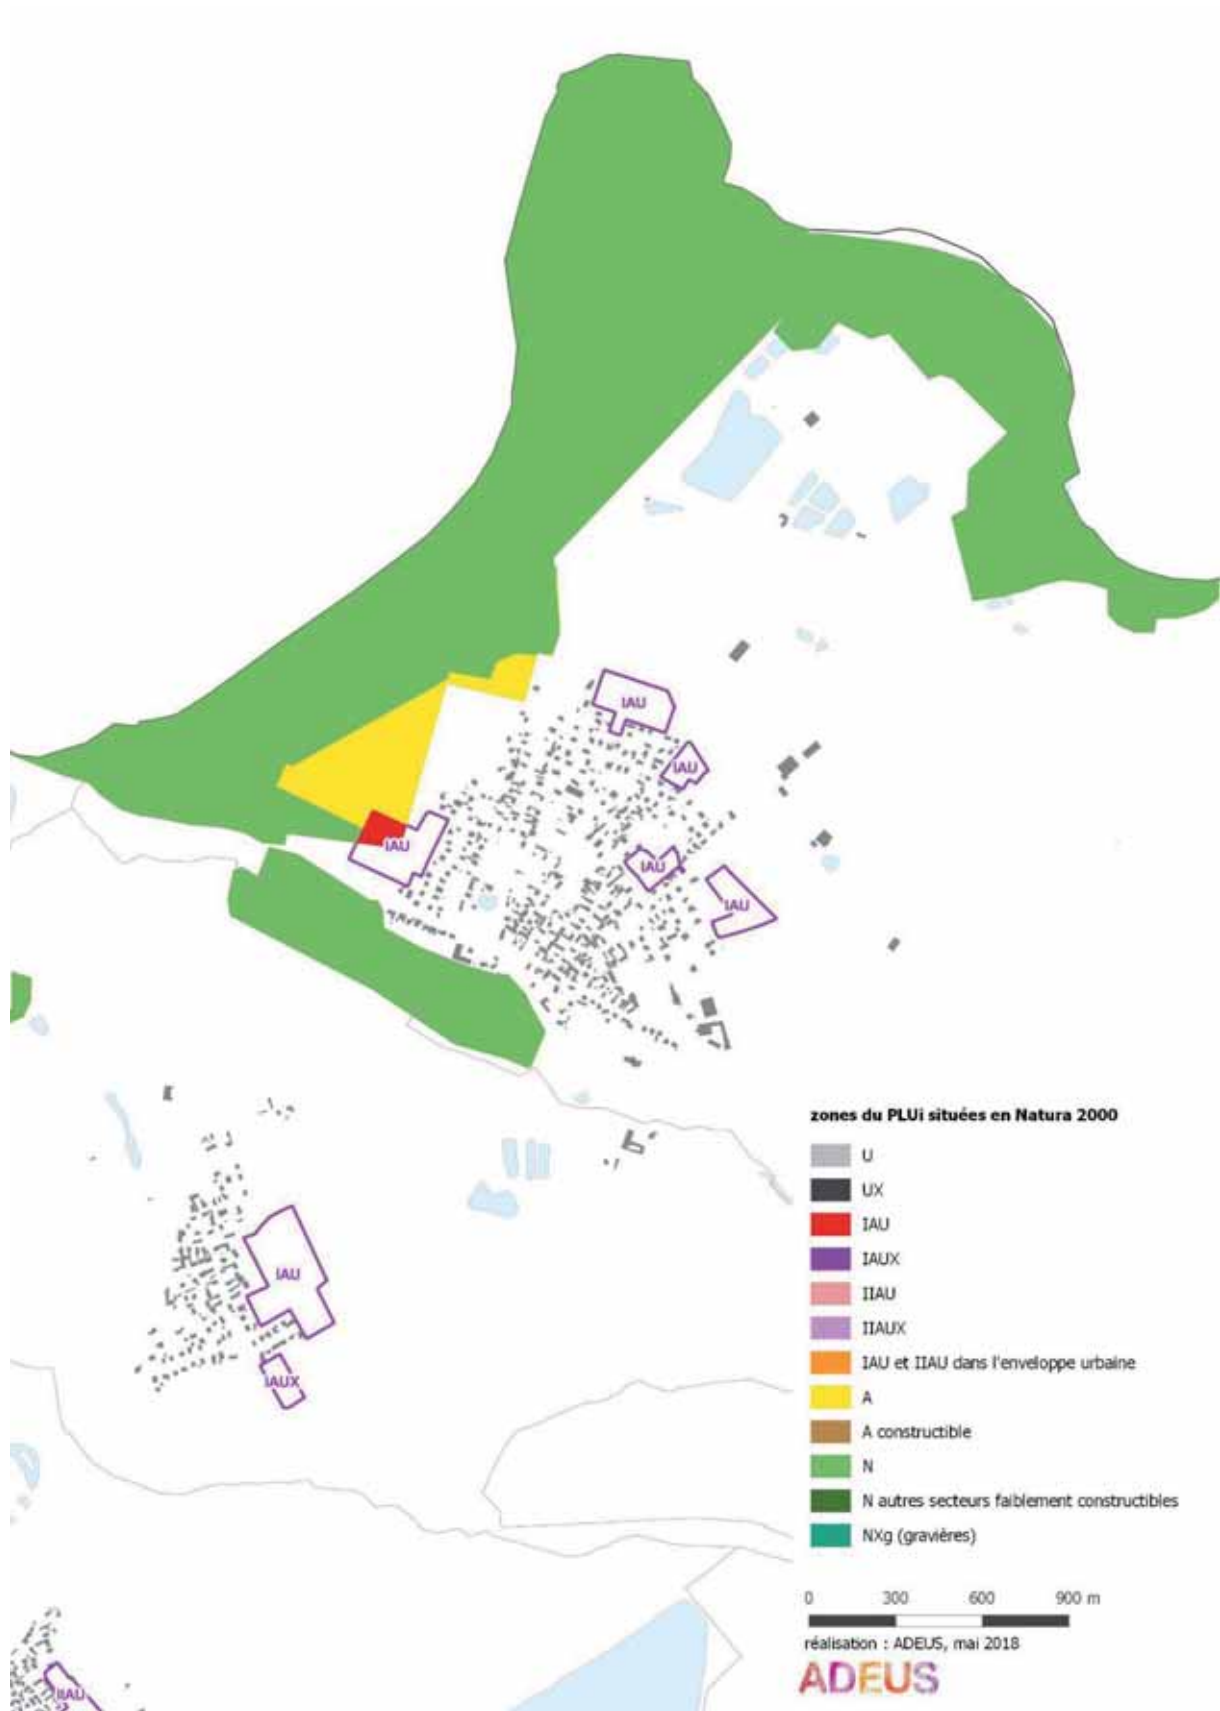 IAU
IAU
IAU
IAU
IAU
zones du PLUi situées en Natura 2000
U
UX
IAU
IAUX
IIAU
IIAUX
IAU et IIAU dans l'enveloppe urbaine
A
A constructible
N
N autres secteurs faiblement constructibles
NXg (gravières)
IAU
IAUX
0 300 600 900 m
réalisation : ADEUS, mai 2018
ADEUS
IIAU